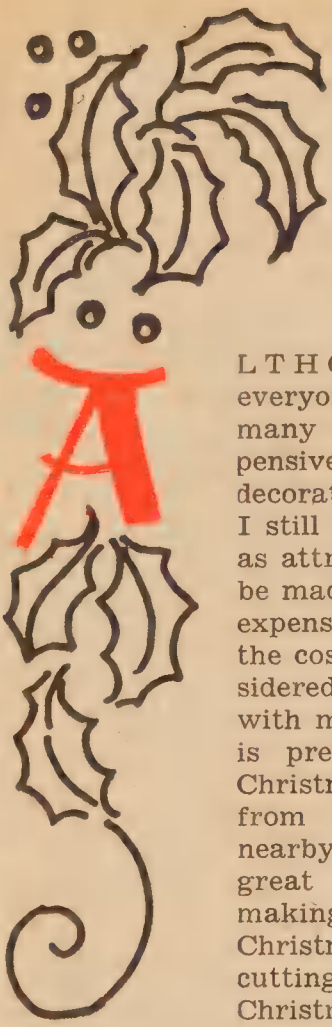 A
LTHO
everyo
many
pensive
decorat
I still
as attr
be mad
expens
the cos
sidered
with m
is pre
Christm
from
nearby
great
making
Christm
cutting
Christm